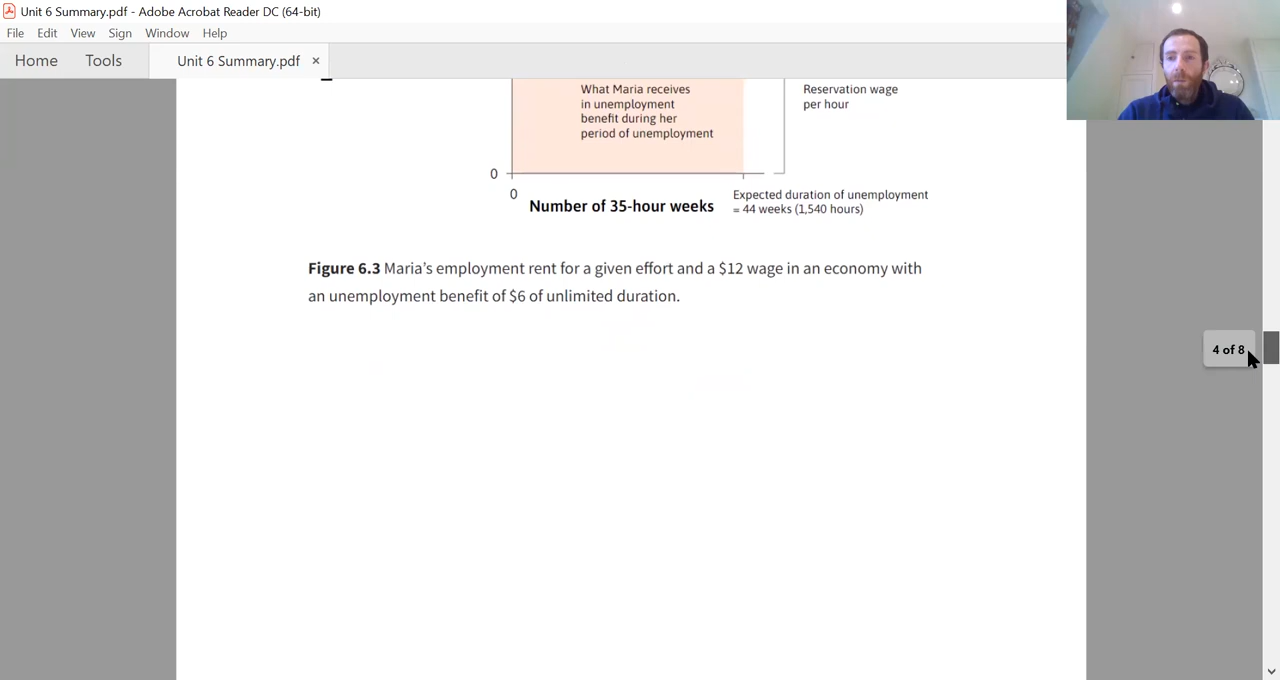 Unit 6 Summary.pdf - Adobe Acrobat Reader DC (64-bit)
File Edit View Sign Window Help
Home Tools Unit 6 Summary.pdf ×
What Maria receives
in unemployment
benefit during her
period of unemployment
Reservation wage
per hour
0
0
Number of 35-hour weeks
Expected duration of unemployment
= 44 weeks (1,540 hours)
Figure 6.3 Maria’s employment rent for a given effort and a $12 wage in an economy with
an unemployment benefit of $6 of unlimited duration.
4 of 8